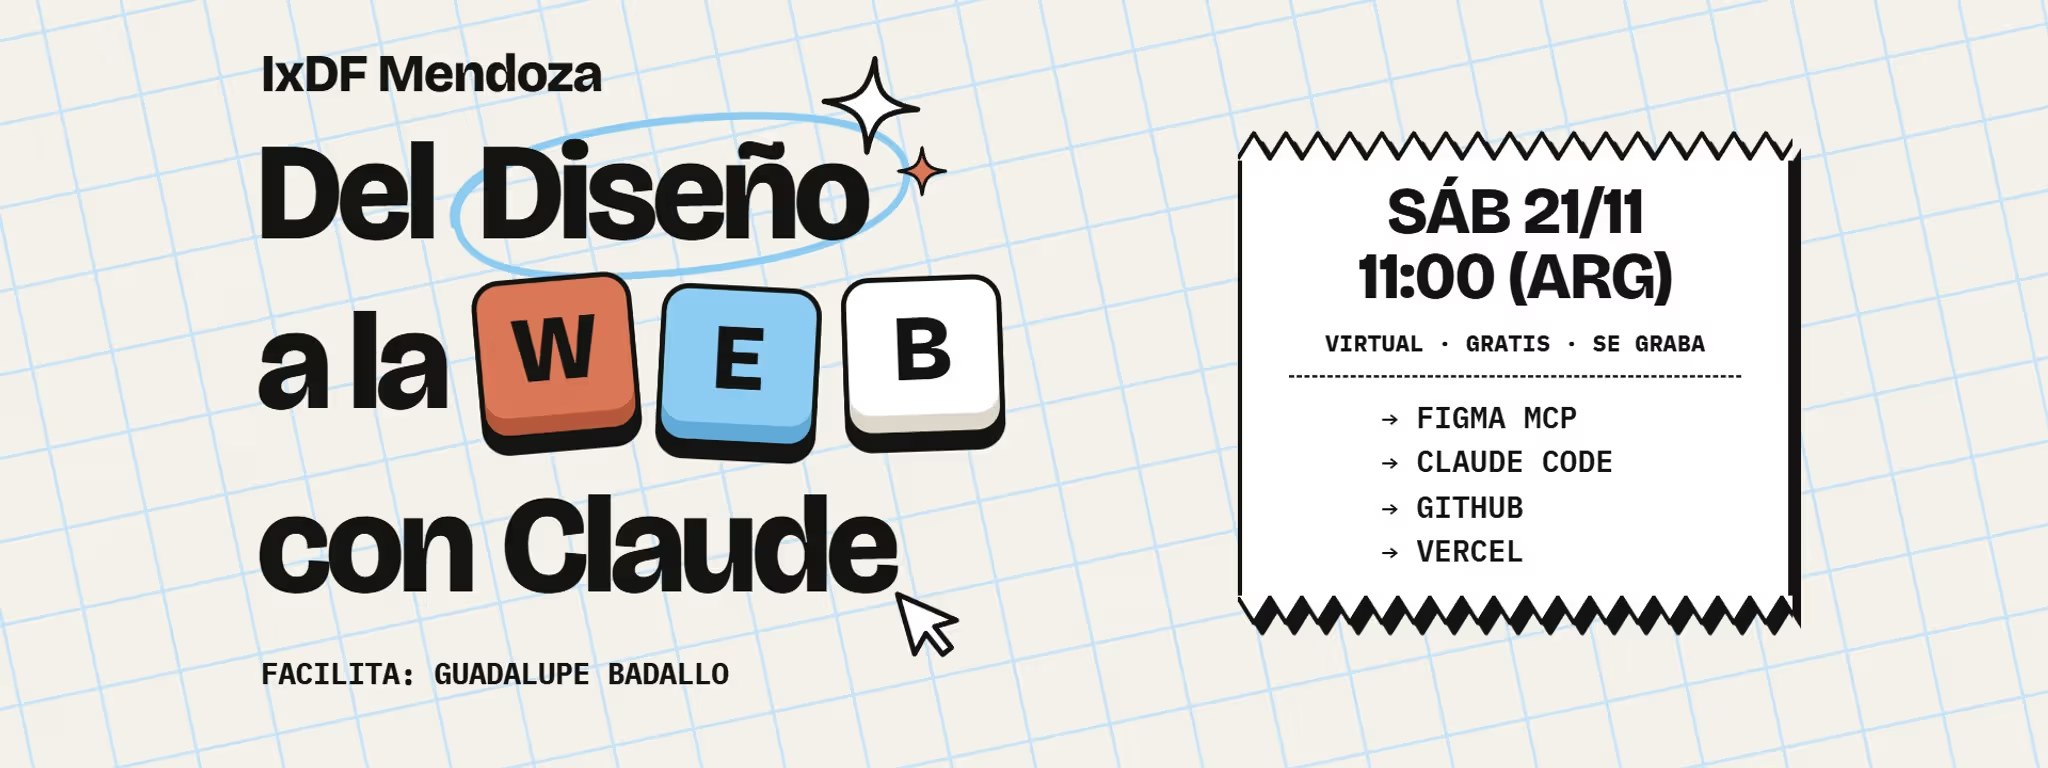 IxDF Mendoza
Del Diseño
a la WEB
con Claude
FACILITA: GUADALUPE BADALLO
SÁB 21/11
11:00 (ARG)
VIRTUAL · GRATIS · SE GRABA
→ FIGMA MCP
→ CLAUDE CODE
→ GITHUB
→ VERCEL